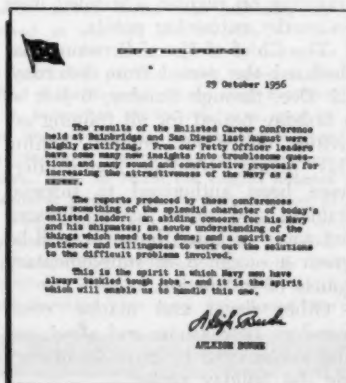 CHIEF OF NAVAL OPERATIONS
29 October 1956
The results of the Enlisted Career Conference
held at Bainbridge and San Diego last August were
highly gratifying. From our Petty Officer leaders
have come many new insights into troublesome ques-
tions and many sound and constructive proposals for
increasing the attractiveness of the Navy as a
career.
The reports produced by these conferences
show something of the splendid character of today's
enlisted leader: an abiding concern for his Navy
and his shipmates; an acute understanding of the
things which need to be done; and a spirit of
patience and willingness to work out the solutions
to the difficult problems involved.
This is the spirit in which Navy men have
always tackled tough jobs - and it is the spirit
which will enable us to handle this one.
Arleigh Burke
ARLEIGH BURKE